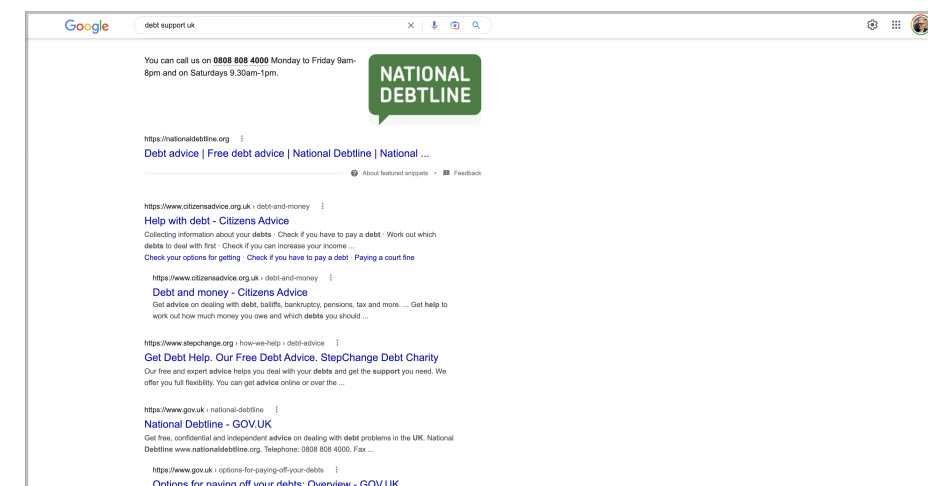 Google
debt support uk
You can call us on 0808 808 4000 Monday to Friday 9am-
8pm and on Saturdays 9.30am-1pm.
NATIONAL
DEBTLINE
https://nationaldebtline.org
Debt advice | Free debt advice | National Debtline | National ...
About featured snippets • Feedback
https://www.citizensadvice.org.uk › debt-and-money
Help with debt - Citizens Advice
Collecting information about your debts · Check if you have to pay a debt · Work out which
debts to deal with first · Check if you can increase your income ...
Check your options for getting · Check if you have to pay a debt · Paying a court fine
https://www.citizensadvice.org.uk › debt-and-money
Debt and money - Citizens Advice
Get advice on dealing with debt, bailiffs, bankruptcy, pensions, tax and more. ... Get help to
work out how much money you owe and which debts you should ...
https://www.stepchange.org › how-we-help › debt-advice
Get Debt Help. Our Free Debt Advice. StepChange Debt Charity
Our free and expert advice helps you deal with your debts and get the support you need. We
offer you full flexibility. You can get advice online or over the ...
https://www.gov.uk › national-debtline
National Debtline - GOV.UK
Get free, confidential and independent advice on dealing with debt problems in the UK. National
Debtline www.nationaldebtline.org. Telephone: 0808 808 4000. Fax ...
https://www.gov.uk › options-for-paying-off-your-debts
Options for paying off your debts: Overview - GOV.UK